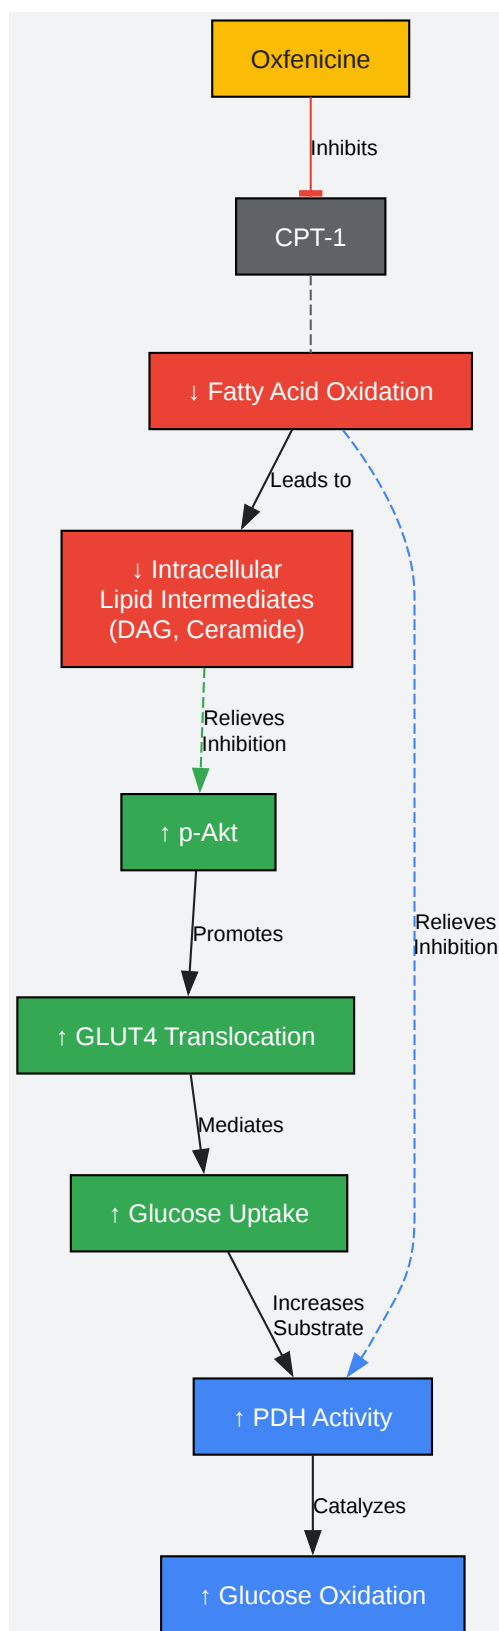 Oxfenicine
Inhibits
CPT-1
↓ Fatty Acid Oxidation
Leads to
↓ Intracellular
Lipid Intermediates
(DAG, Ceramide)
Relieves
Inhibition
↑ p-Akt
Promotes
Relieves
Inhibition
↑ GLUT4 Translocation
Mediates
↑ Glucose Uptake
Increases
Substrate
↑ PDH Activity
Catalyzes
↑ Glucose Oxidation